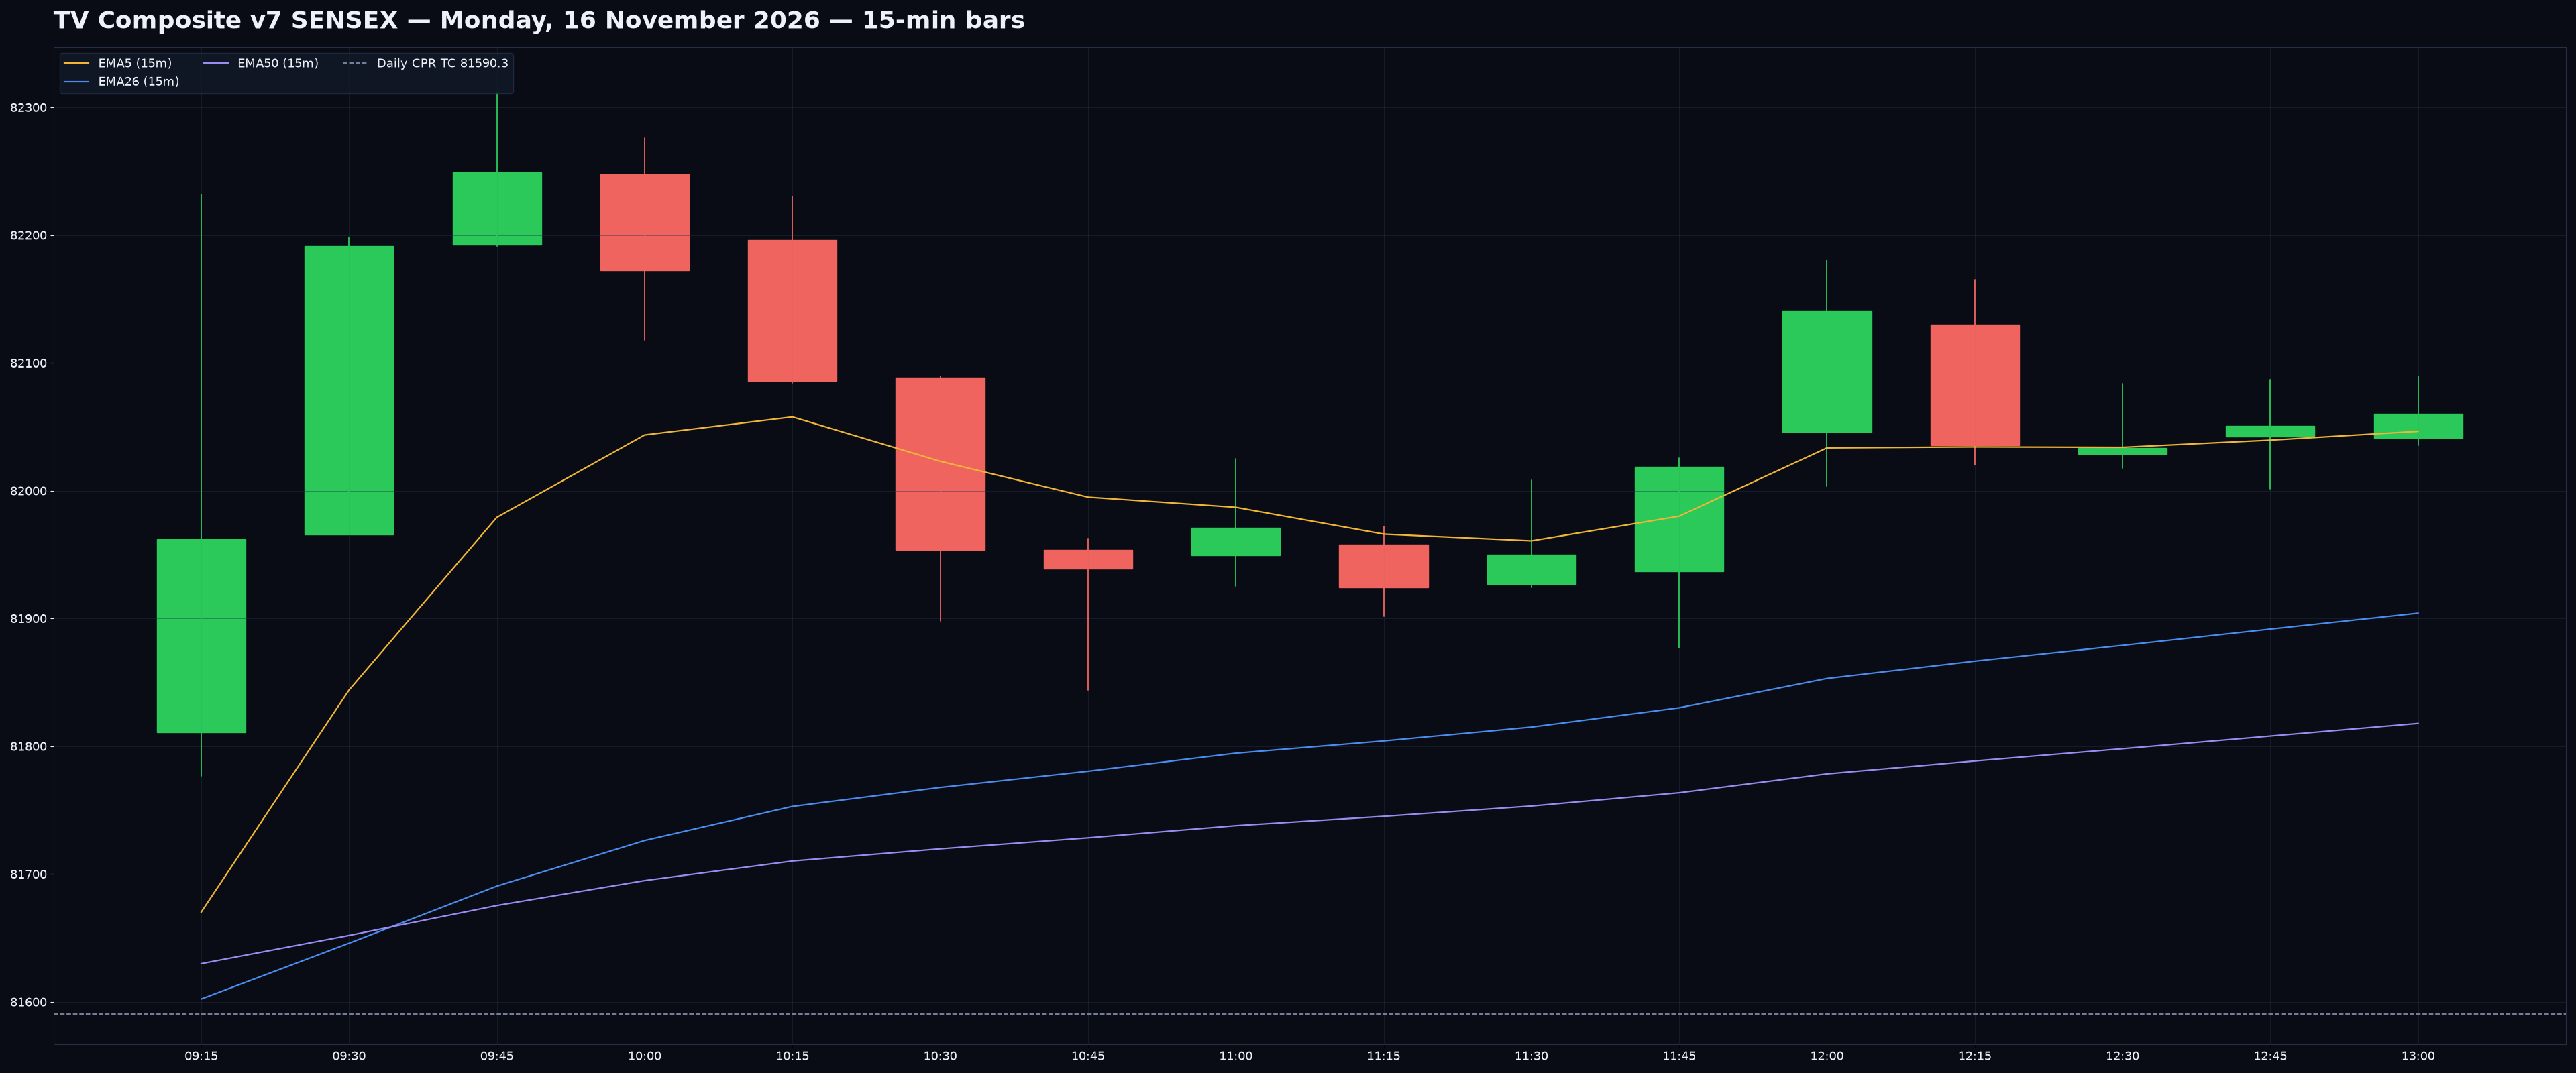 TV Composite v7 SENSEX — Monday, 16 November 2026 — 15-min bars
EMA5 (15m) EMA50 (15m) Daily CPR TC 81590.3
EMA26 (15m)
82300
82200
82100
82000
81900
81800
81700
81600
09:15 09:30 09:45 10:00 10:15 10:30 10:45 11:00 11:15 11:30 11:45 12:00 12:15 12:30 12:45 13:00